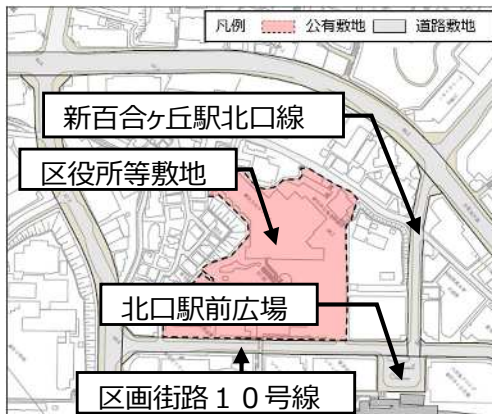 凡例 公有敷地 道路敷地
新百合ヶ丘駅北口線
区役所等敷地
北口駅前広場
区画街路１０号線